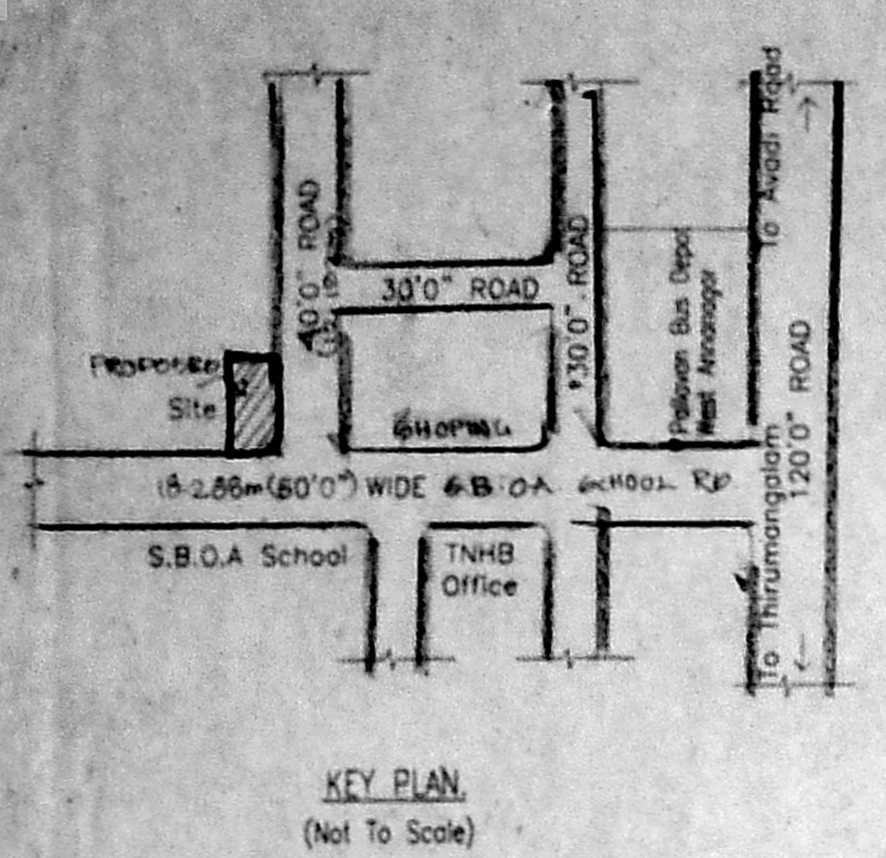 To Avadi Road
40'0" ROAD
30'0" ROAD
30'0". ROAD
Pallavan Bus Depot
West Annanagar
120'0" ROAD
PROPOSED
Site
SHOPING
18.288m (60'0") WIDE S.B.O.A. SCHOOL RD
S.B.O.A School
TNHB
Office
To Thirumangalam
KEY PLAN.
(Not To Scale)